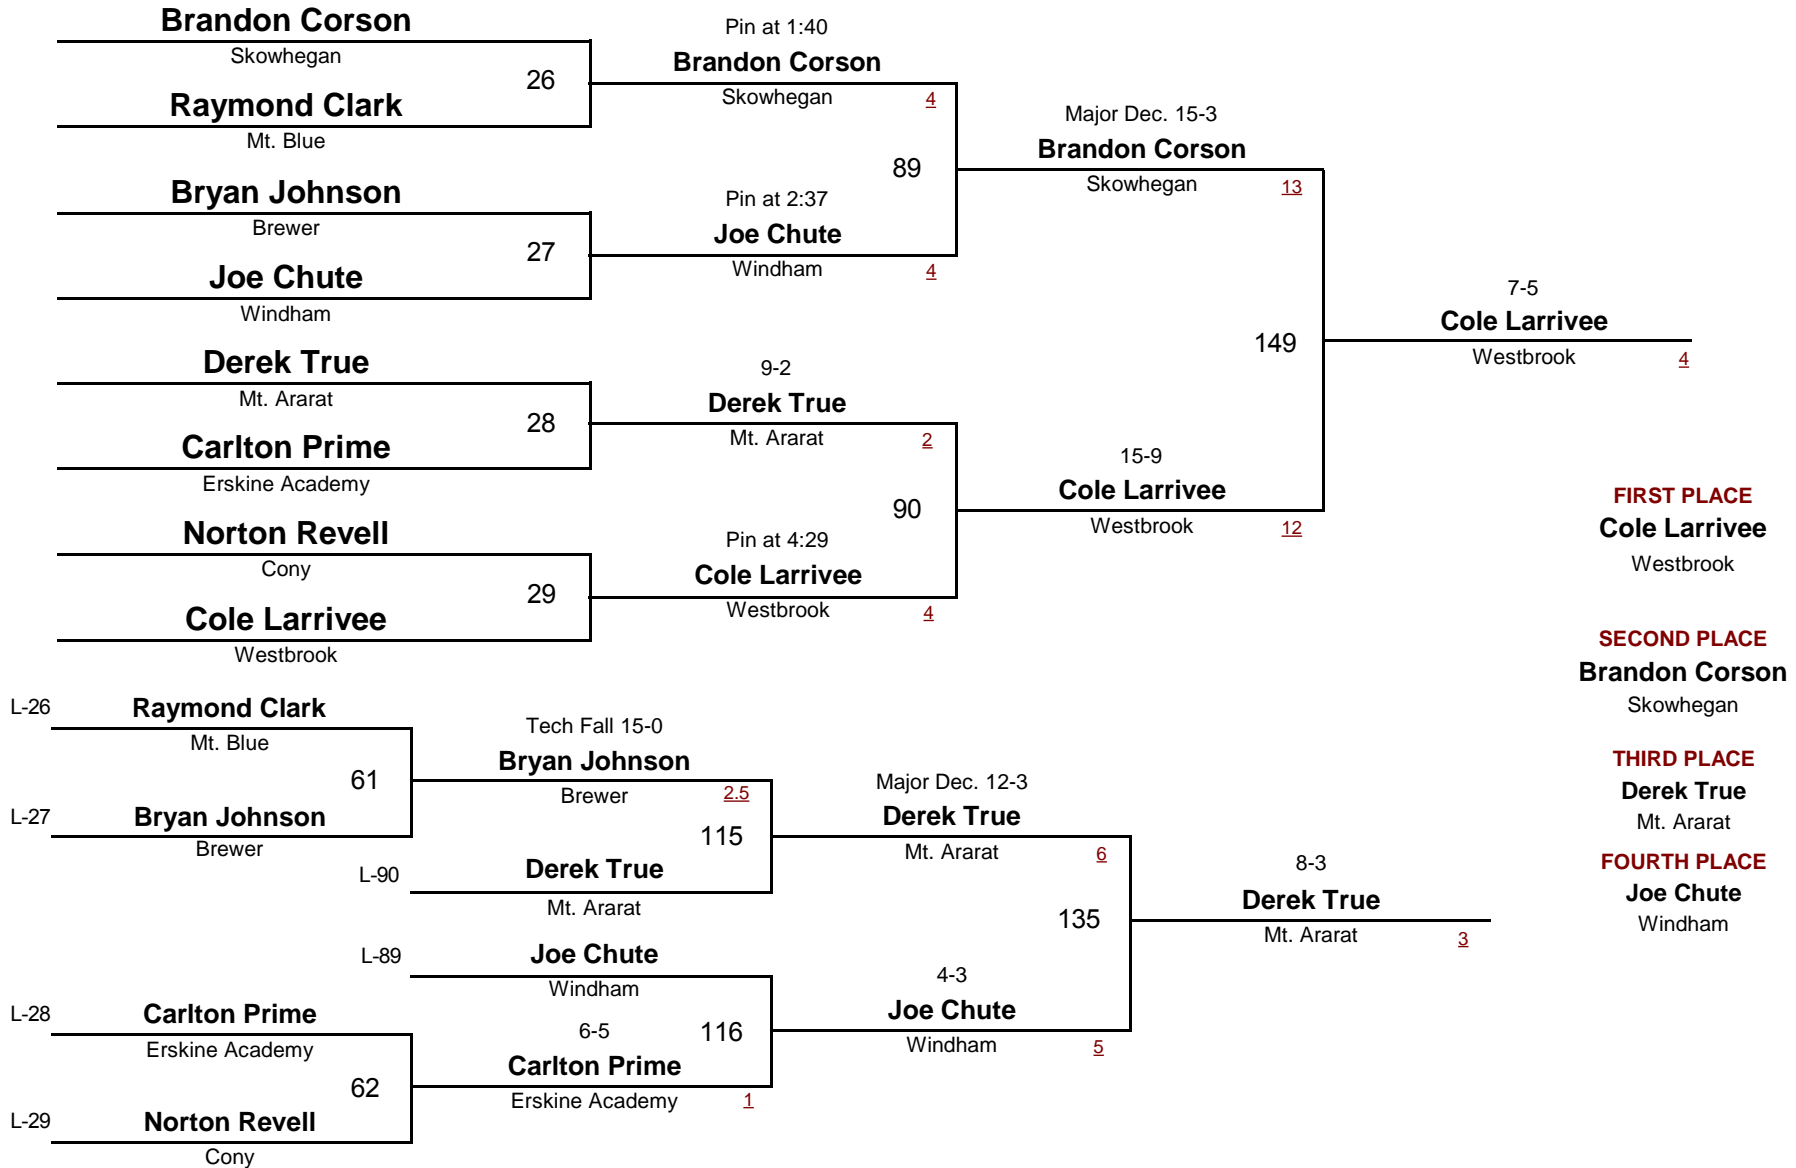 Brandon Corson
Skowhegan
26
Raymond Clark
Mt. Blue
Bryan Johnson
Brewer
27
Joe Chute
Windham
Derek True
Mt. Ararat
28
Carlton Prime
Erskine Academy
Norton Revell
Cony
29
Cole Larrivee
Westbrook
Pin at 1:40
Brandon Corson
Skowhegan
4
89
Pin at 2:37
Joe Chute
Windham
4
9-2
Derek True
Mt. Ararat
2
90
Pin at 4:29
Cole Larrivee
Westbrook
4
Major Dec. 15-3
Brandon Corson
Skowhegan
13
149
15-9
Cole Larrivee
Westbrook
12
7-5
Cole Larrivee
Westbrook
4
FIRST PLACE
Cole Larrivee
Westbrook
SECOND PLACE
Brandon Corson
Skowhegan
THIRD PLACE
Derek True
Mt. Ararat
FOURTH PLACE
Joe Chute
Windham
L-26
Raymond Clark
Mt. Blue
61
L-27
Bryan Johnson
Brewer
Tech Fall 15-0
Bryan Johnson
Brewer
2.5
115
L-90
Derek True
Mt. Ararat
L-89
Joe Chute
Windham
L-28
Carlton Prime
Erskine Academy
62
L-29
Norton Revell
Cony
6-5
116
Carlton Prime
Erskine Academy
1
Major Dec. 12-3
Derek True
Mt. Ararat
6
135
4-3
Joe Chute
Windham
5
8-3
Derek True
Mt. Ararat
3